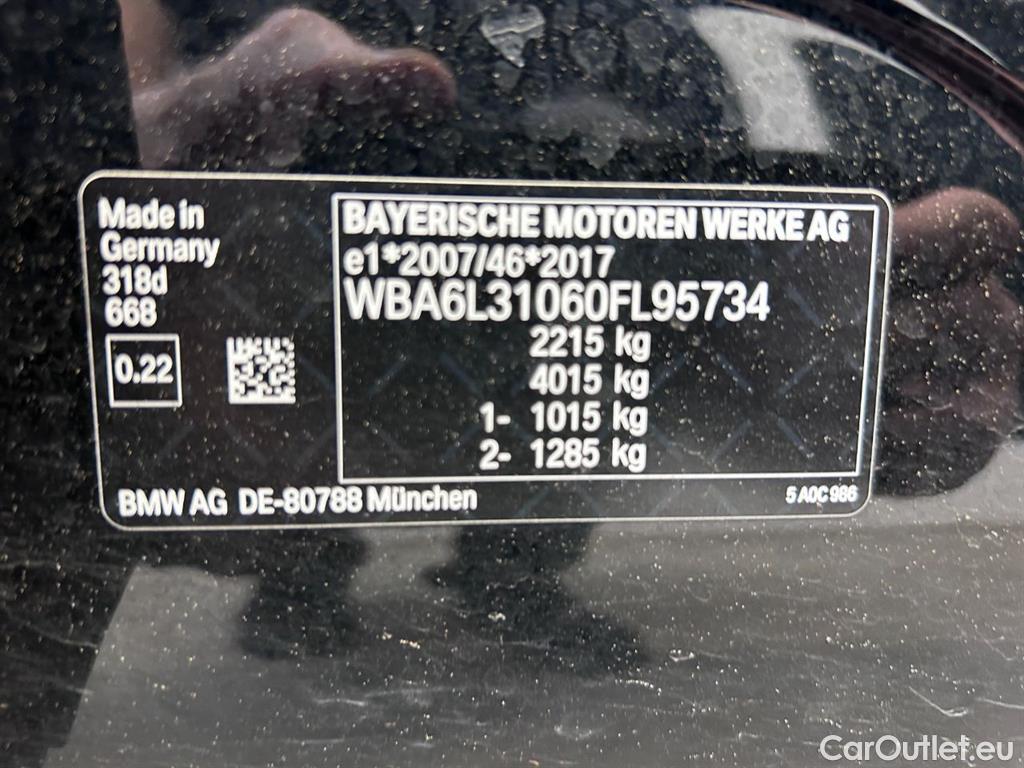 Made in
Germany
318d
668
0.22
BAYERISCHE MOTOREN WERKE AG
e1*2007/46*2017
WBA6L31060FL95734
2215 kg
4015 kg
1- 1015 kg
2- 1285 kg
BMW AG DE-80788 München
5 A0C 986
CarOutlet.eu